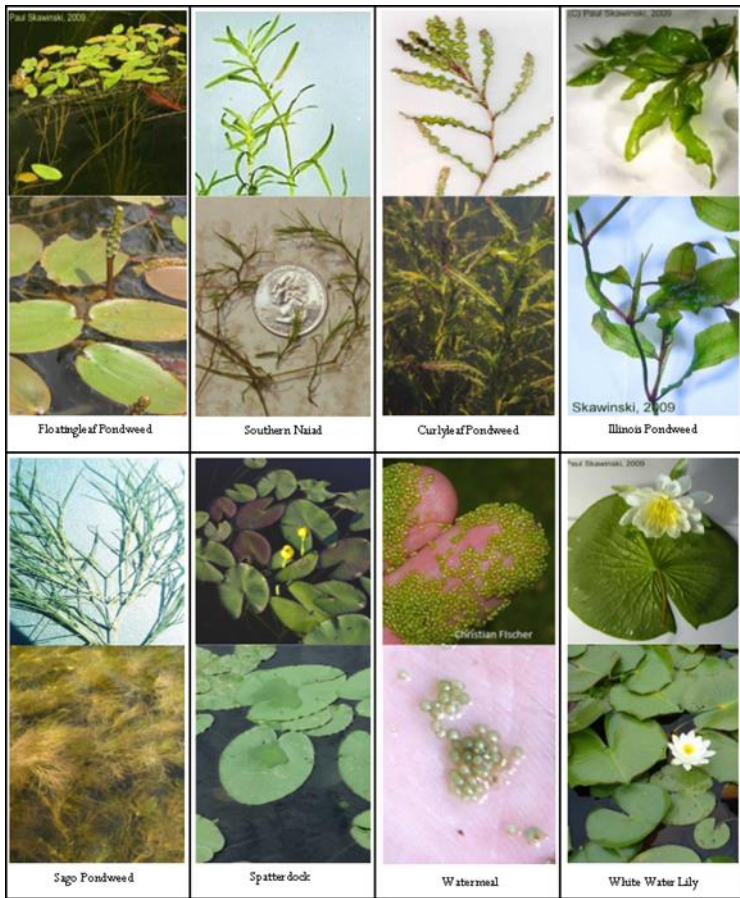 Paul Skawinski, 2009
(C) Paul Skawinski, 2009
Floatingleaf Pondweed
Southern Naiad
Curlyleaf Pondweed
Skawinski, 2009
Illinois Pondweed
Paul Skawinski, 2009
Christian Fischer
Sago Pondweed
Spatterdock
Watermeal
White Water Lily